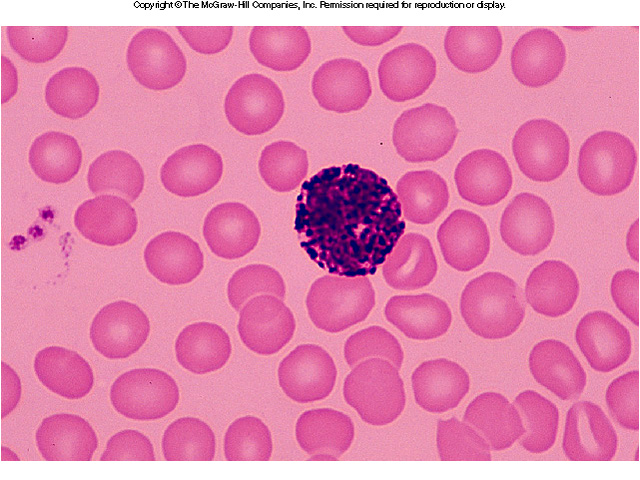 Copyright ©The McGraw-Hill Companies, Inc. Permission required for reproduction or display.